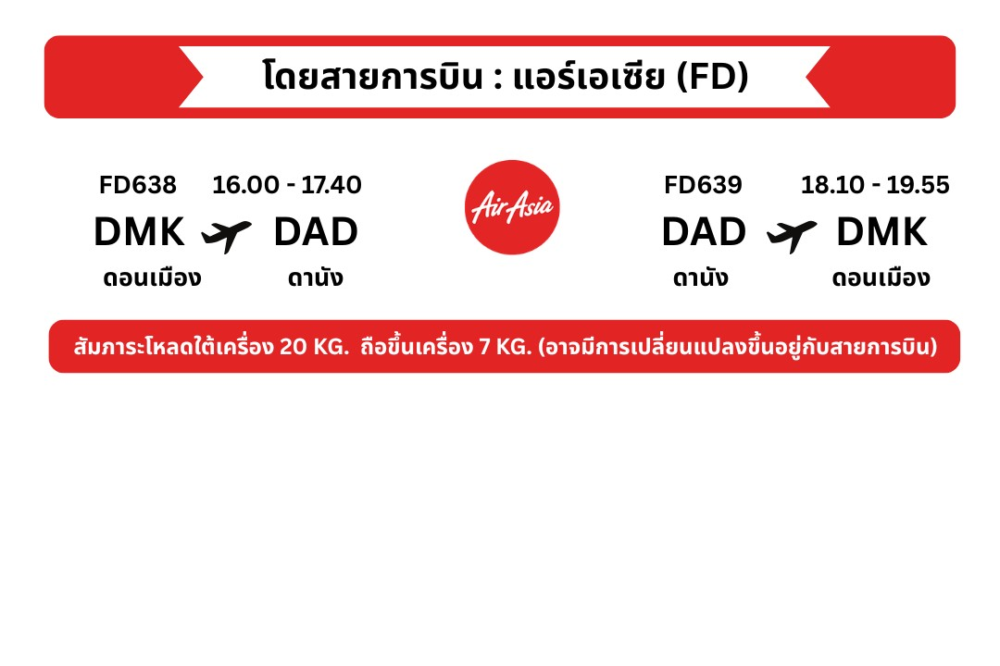 โดยสายการบิน : แอร์เอเชีย (FD)
FD638 16.00 - 17.40
DMK DAD
ดอนเมือง ดานัง
AirAsia
FD639 18.10 - 19.55
DAD DMK
ดานัง ดอนเมือง
สัมภาระโหลดใต้เครื่อง 20 KG. ถือขึ้นเครื่อง 7 KG. (อาจมีการเปลี่ยนแปลงขึ้นอยู่กับสายการบิน)